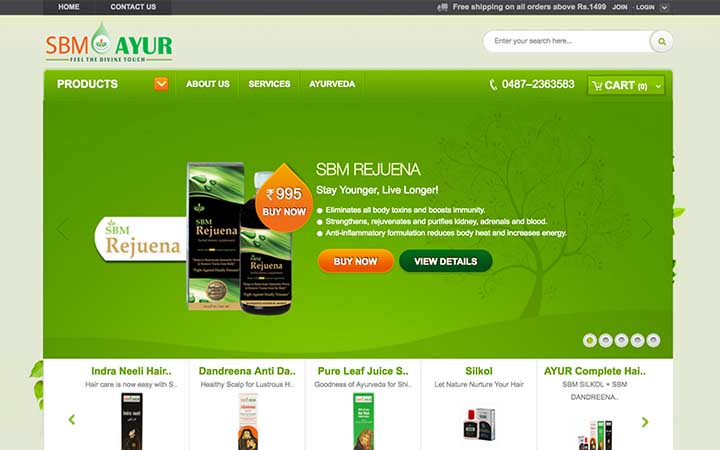 HOME CONTACT US Free shipping on all orders above Rs.1499 JOIN - LOGIN
SBM AYUR
FEEL THE DIVINE TOUCH
Enter your search here...
PRODUCTS ABOUT US SERVICES AYURVEDA 0487-2363583 CART (0)
SBM REJUENA
Stay Younger, Live Longer!
Eliminates all body toxins and boosts immunity.
Strengthens, rejuvenates and purifies kidney, adrenals and blood.
Anti-inflammatory formulation reduces body heat and increases energy.
BUY NOW VIEW DETAILS
₹ 995
BUY NOW
SBM
Rejuena
SBM
Rejuena
SBM
Rejuena
Indra Neeli Hair.. Dandreena Anti Da.. Pure Leaf Juice S.. Silkol AYUR Complete Hai..
Hair care is now easy with S.. Healthy Scalp for Lustrous H.. Goodness of Ayurveda for Shi.. Let Nature Nurture Your Hair SBM SILKOL + SBM
DANDREENA..
Indra neeli